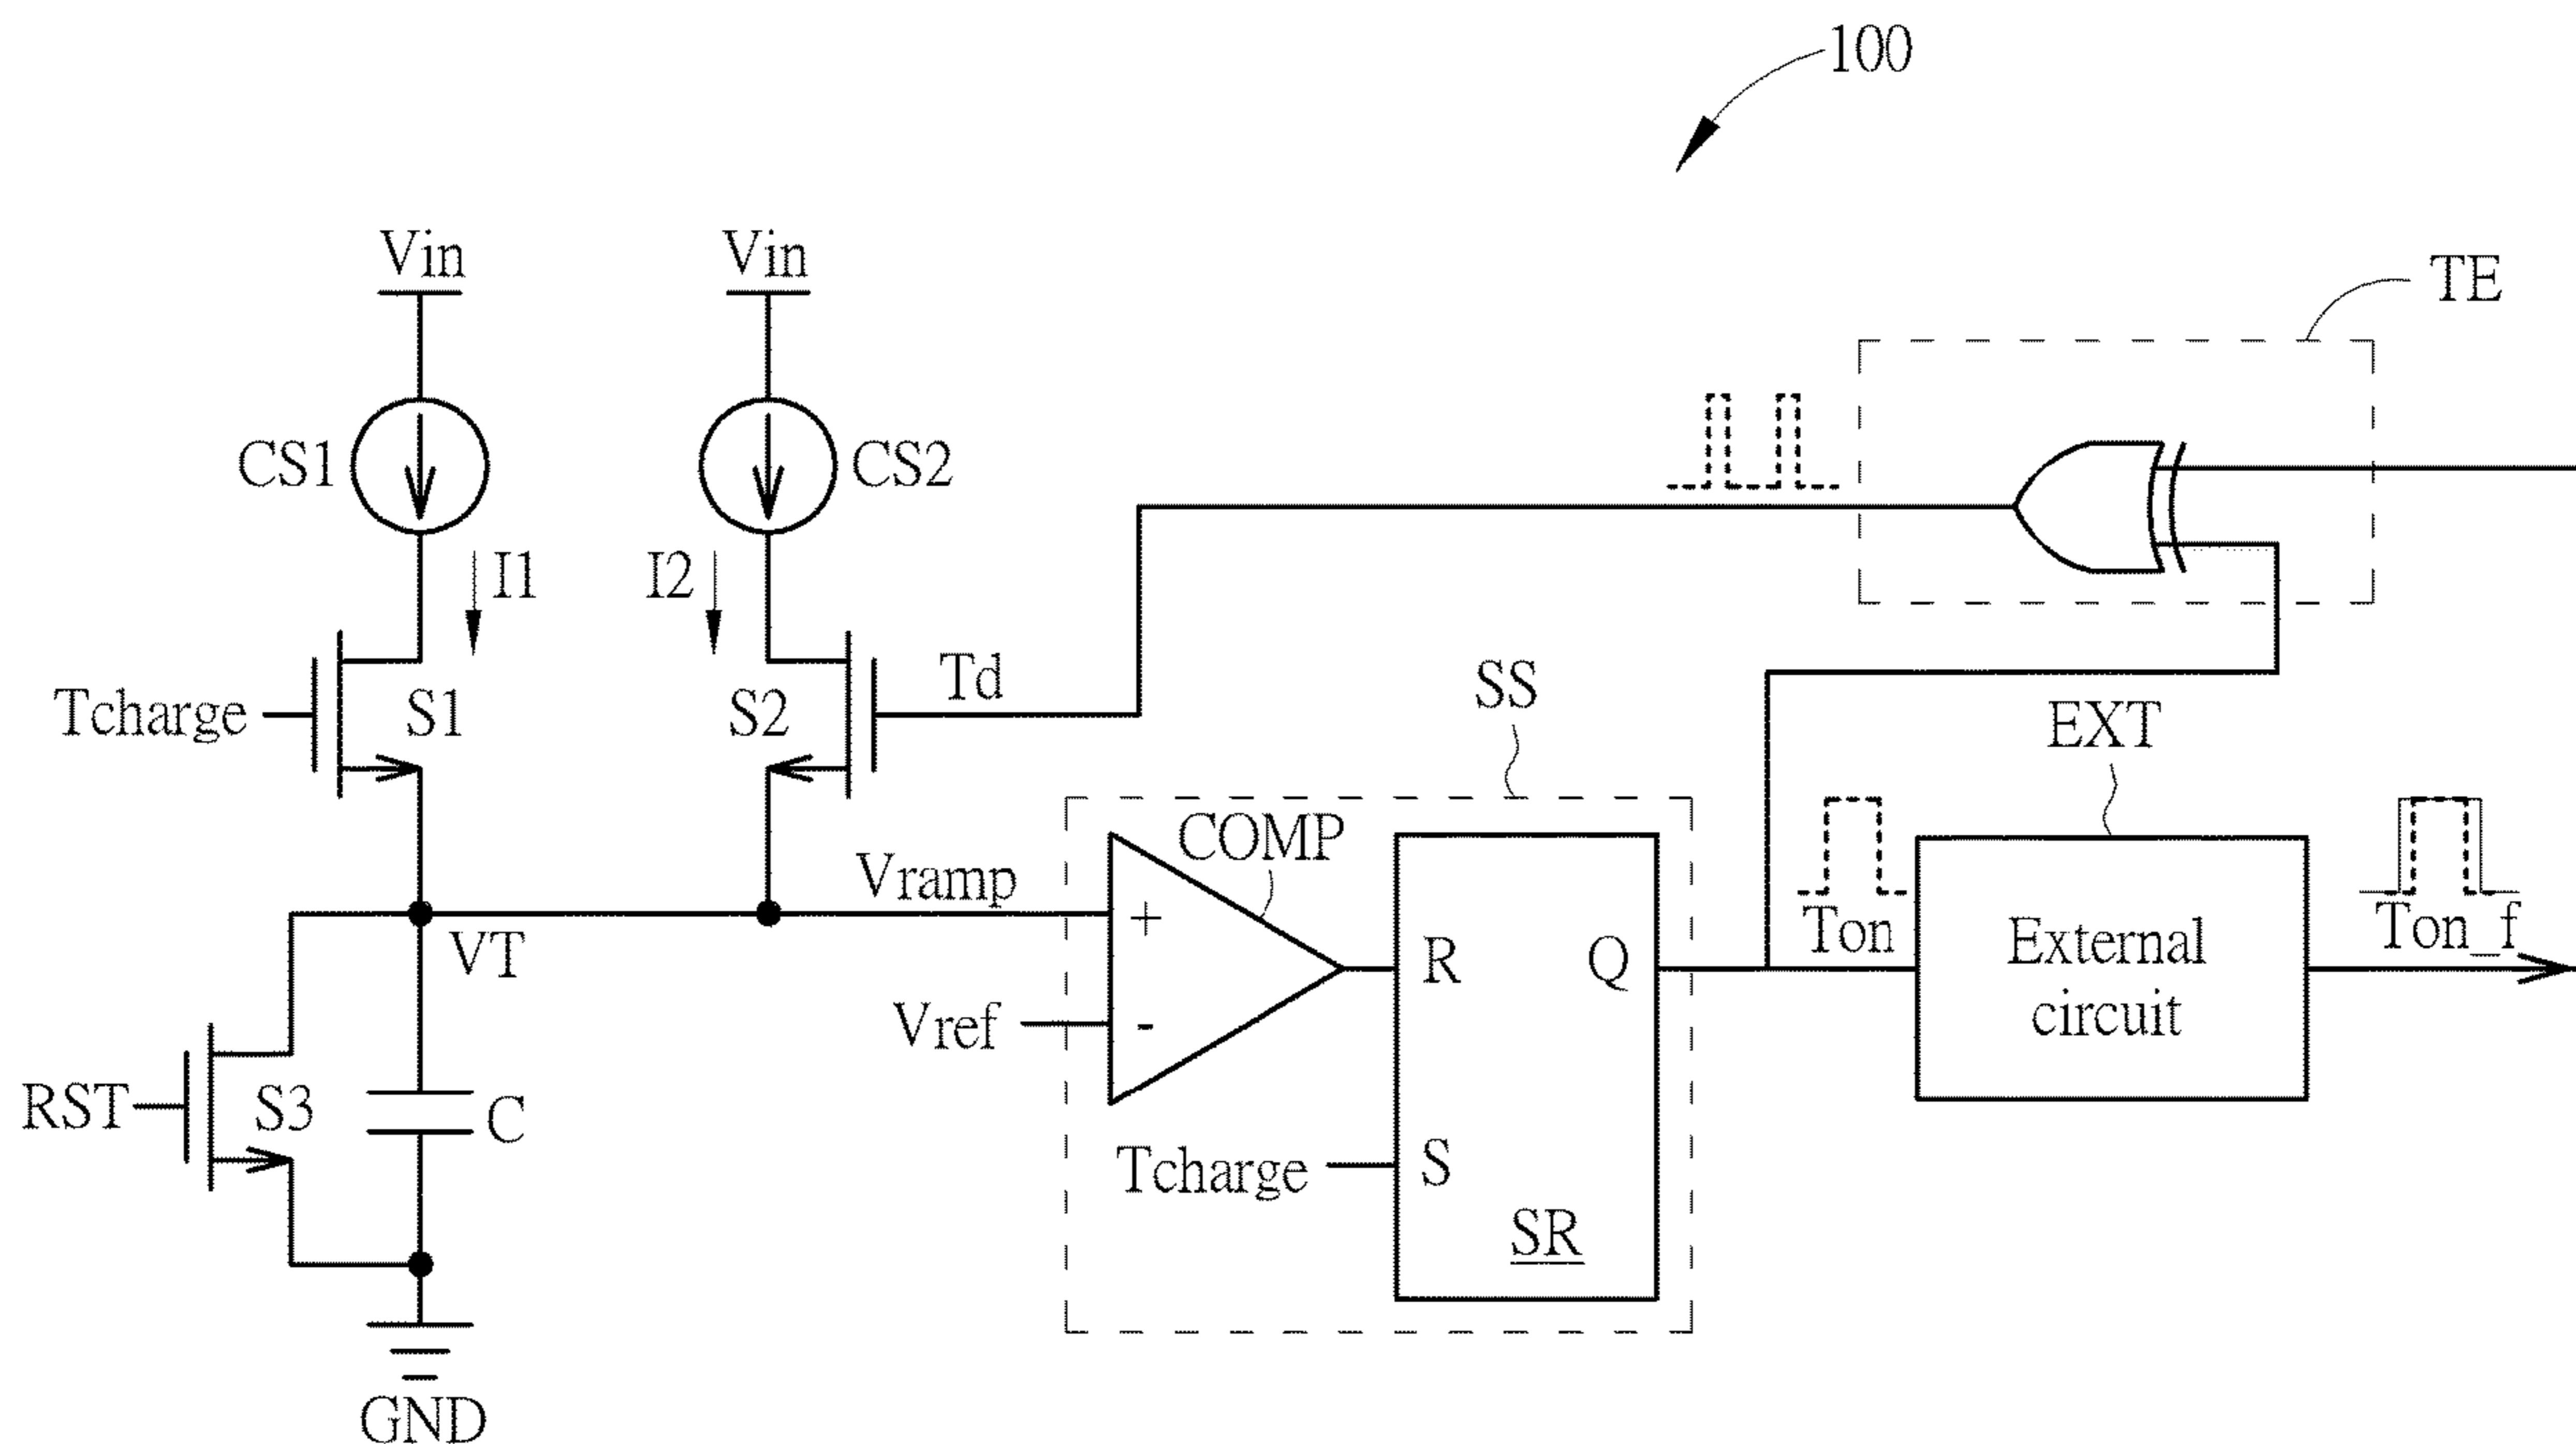 100
Vin
Vin
TE
CS1
CS2
I1
I2
Tcharge
S1
S2
Td
SS
EXT
COMP
Vramp
+
VT
Ton
External
circuit
Ton_f
R
Q
Vref
-
RST
S3
C
Tcharge
S
SR
GND